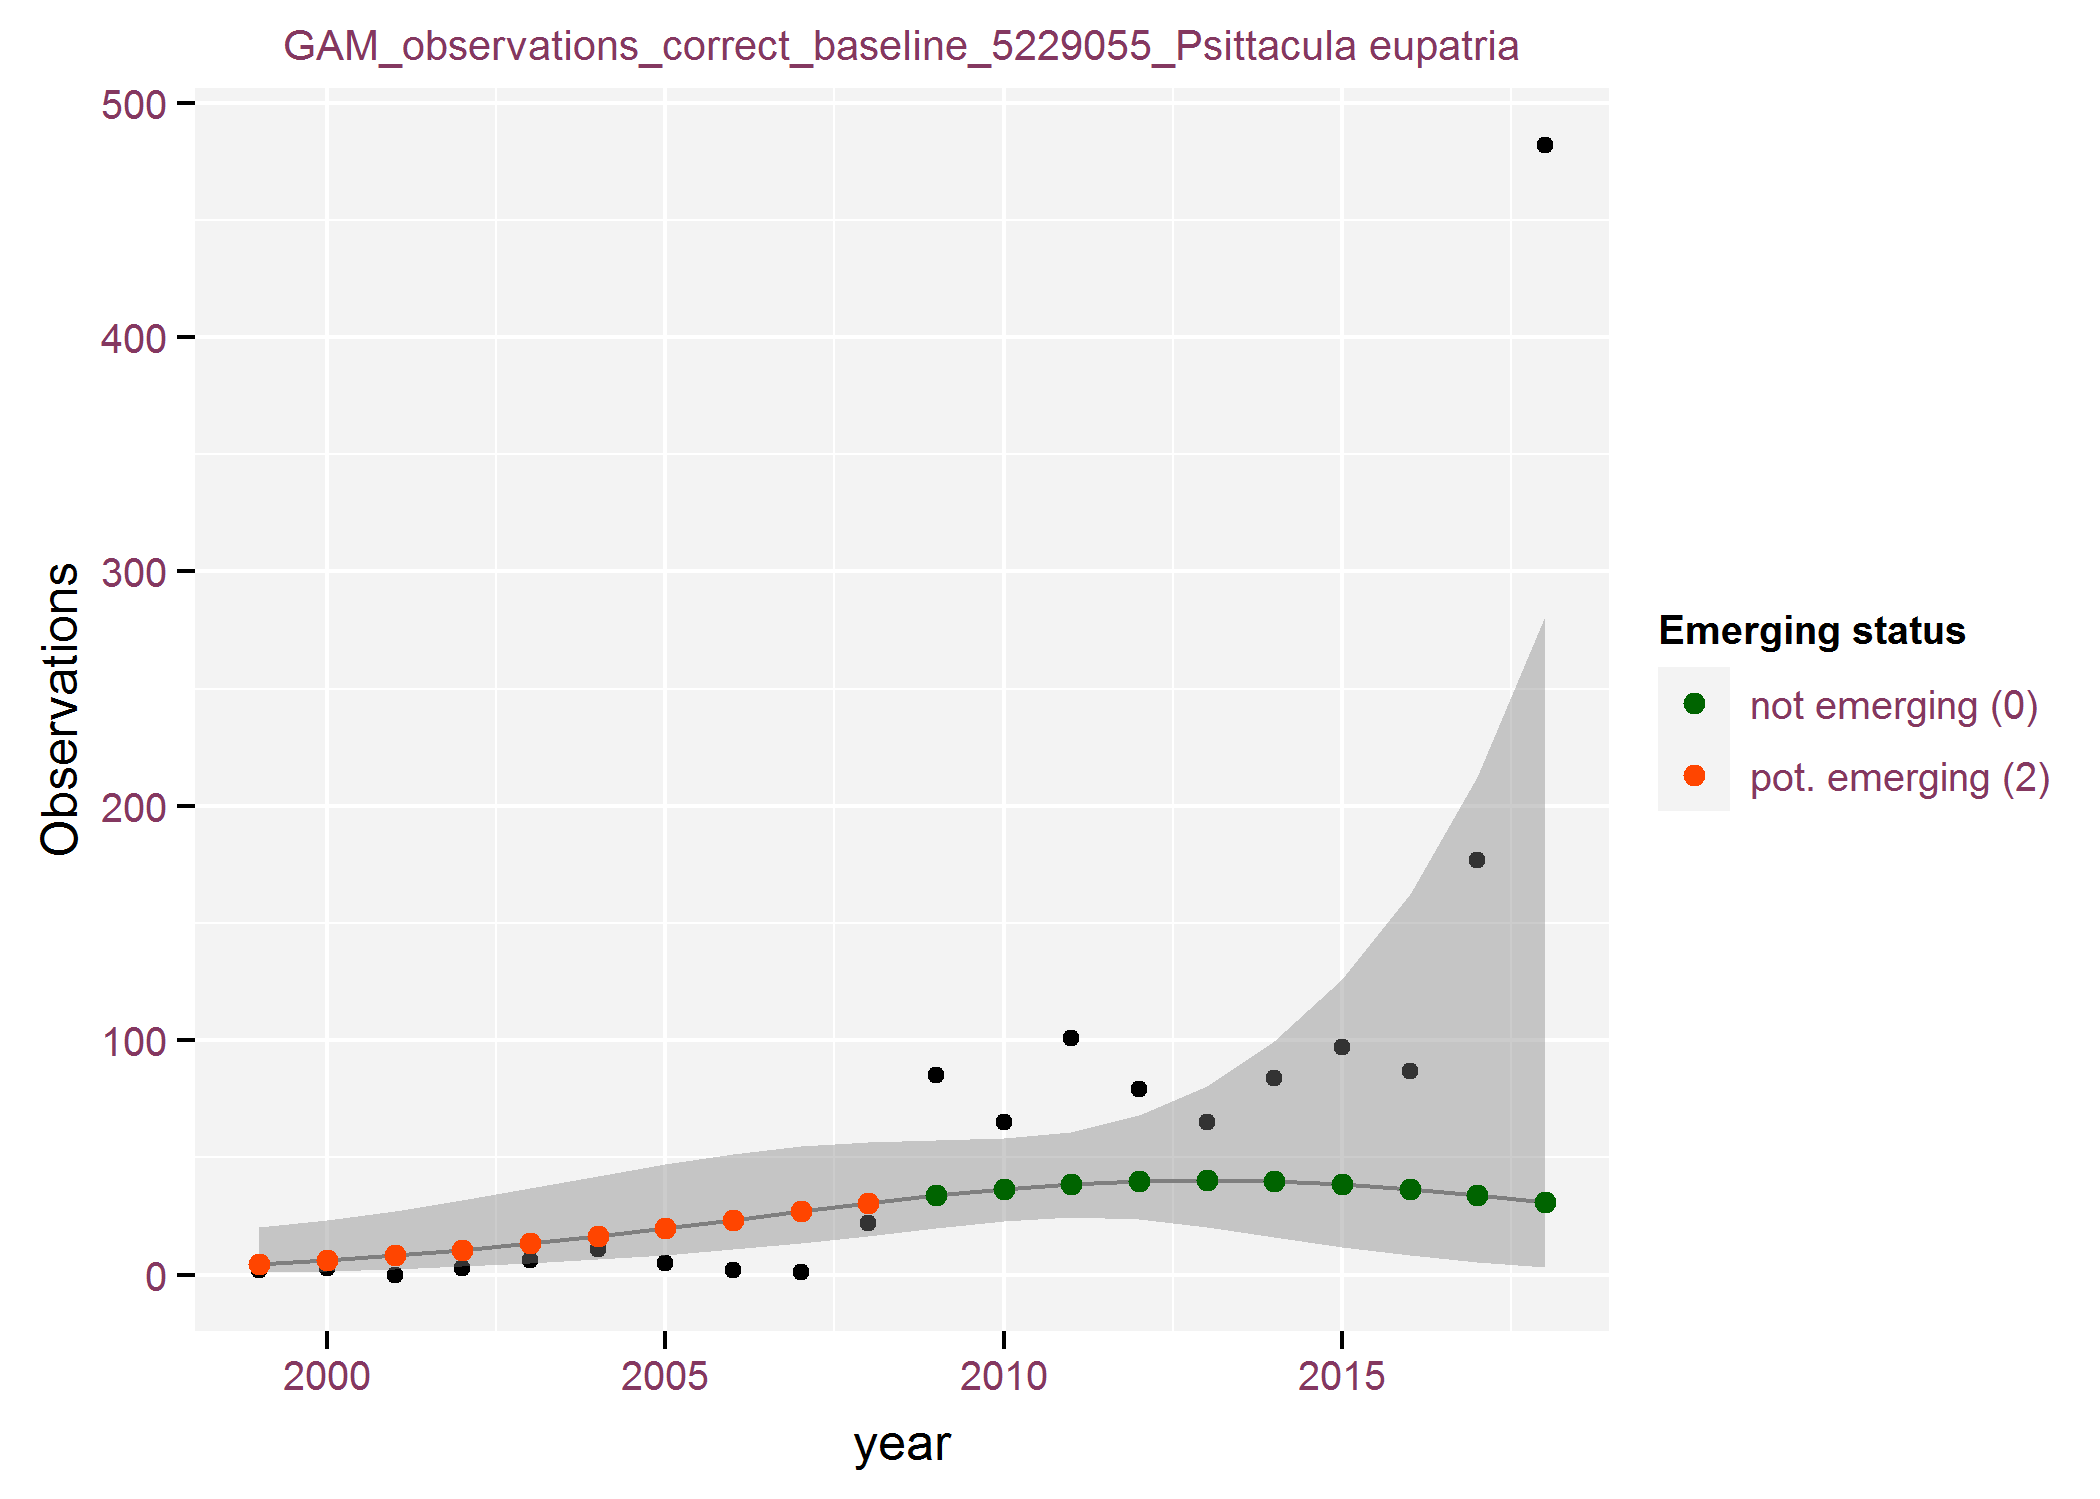 GAM_observations_correct_baseline_5229055_Psittacula eupatria
500
400
300
200
100
0
Observations
2000 2005 2010 2015
year
Emerging status
not emerging (0)
pot. emerging (2)